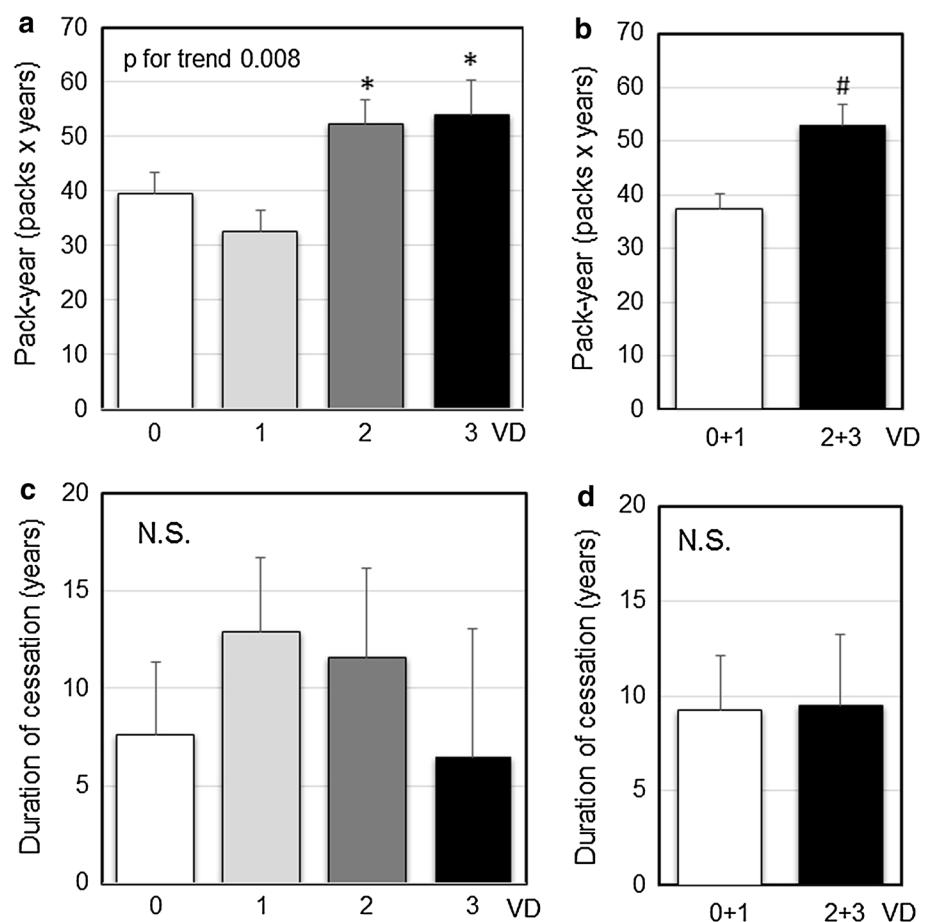 a
Pack-year (packs x years)
70
60
50
40
30
20
10
0
p for trend 0.008
*
*
0 1 2 3 VD
b
Pack-year (packs x years)
70
60
50
40
30
20
10
0
#
0+1 2+3 VD
c
Duration of cessation (years)
20
15
10
5
0
N.S.
0 1 2 3 VD
d
Duration of cessation (years)
20
15
10
5
0
N.S.
0+1 2+3 VD